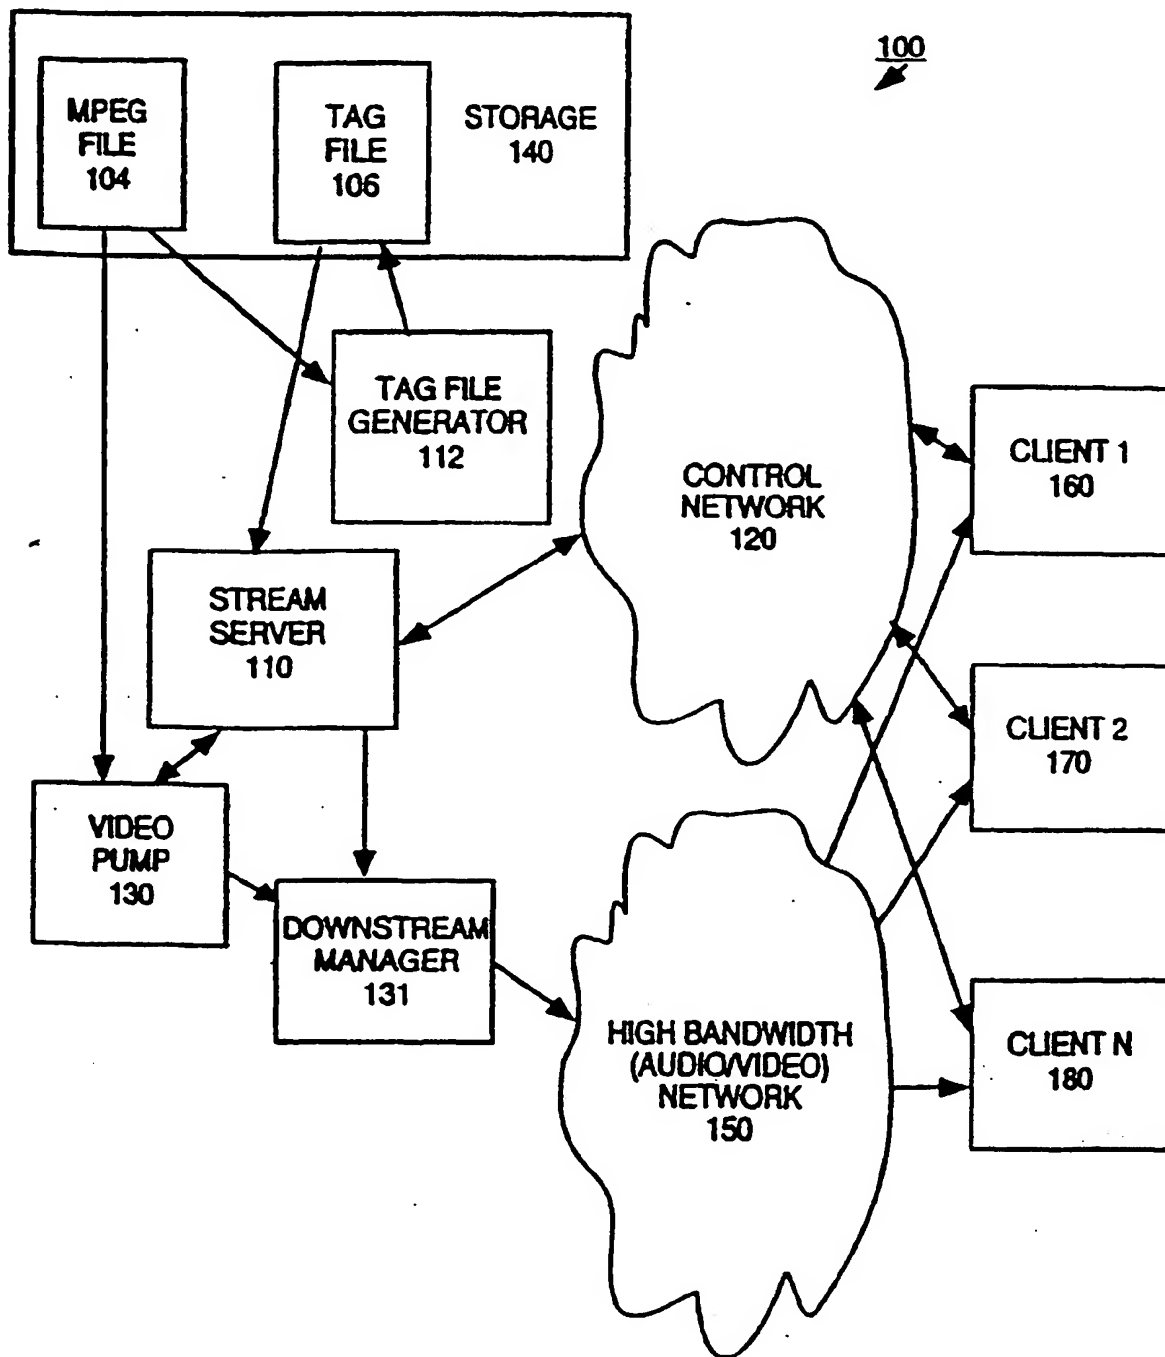 100
MPEG
FILE
104
TAG
FILE
106
STORAGE
140
TAG FILE
GENERATOR
112
CONTROL
NETWORK
120
CLIENT 1
160
STREAM
SERVER
110
CLIENT 2
170
VIDEO
PUMP
130
DOWNSTREAM
MANAGER
131
HIGH BANDWIDTH
(AUDIO/VIDEO)
NETWORK
150
CLIENT N
180